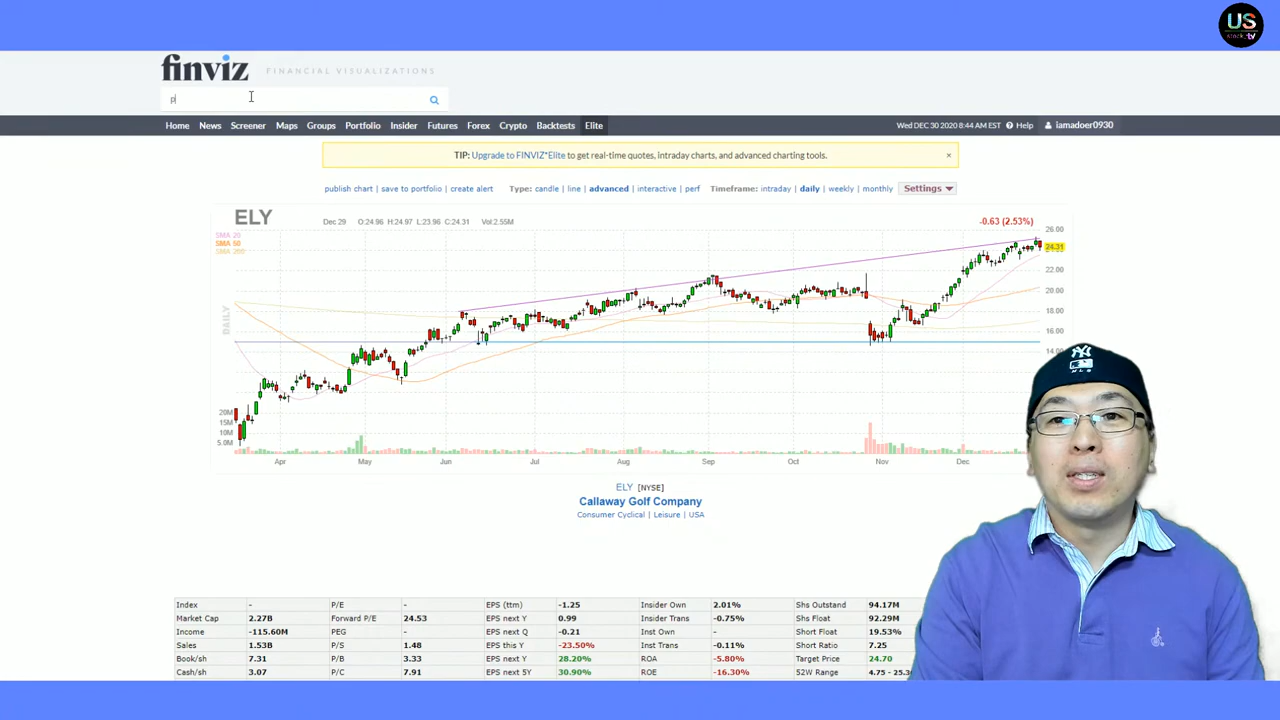 US
stock.tv
finviz FINANCIAL VISUALIZATIONS
p
Home News Screener Maps Groups Portfolio Insider Futures Forex Crypto Backtests Elite Wed DEC 30 2020 8:44 AM EST Help iamadoer0930
TIP: Upgrade to FINVIZ*Elite to get real-time quotes, intraday charts, and advanced charting tools. ×
publish chart | save to portfolio | create alert Type: candle | line | advanced | interactive | perf Timeframe: intraday | daily | weekly | monthly Settings
ELY Dec 29 O:24.96 H:24.97 L:23.96 C:24.31 Vol:2.55M -0.63 (2.53%)
SMA 20
SMA 50
SMA 200
26.00
24.31
22.00
20.00
18.00
16.00
14.00
DAILY
20M
15M
10M
5.0M
Apr May Jun Jul Aug Sep Oct Nov Dec
ELY [NYSE]
Callaway Golf Company
Consumer Cyclical | Leisure | USA
Index - P/E - EPS (ttm) -1.25 Insider Own 2.01% Shs Outstand 94.17M
Market Cap 2.27B Forward P/E 24.53 EPS next Y 0.99 Insider Trans -0.75% Shs Float 92.29M
Income -115.60M PEG - EPS next Q -0.21 Inst Own - Short Float 19.53%
Sales 1.53B P/S 1.48 EPS this Y -23.50% Inst Trans -0.11% Short Ratio 7.25
Book/sh 7.31 P/B 3.33 EPS next Y 28.20% ROA -5.80% Target Price 24.70
Cash/sh 3.07 P/C 7.91 EPS next 5Y 30.90% ROE -16.30% 52W Range 4.75 - 25.3